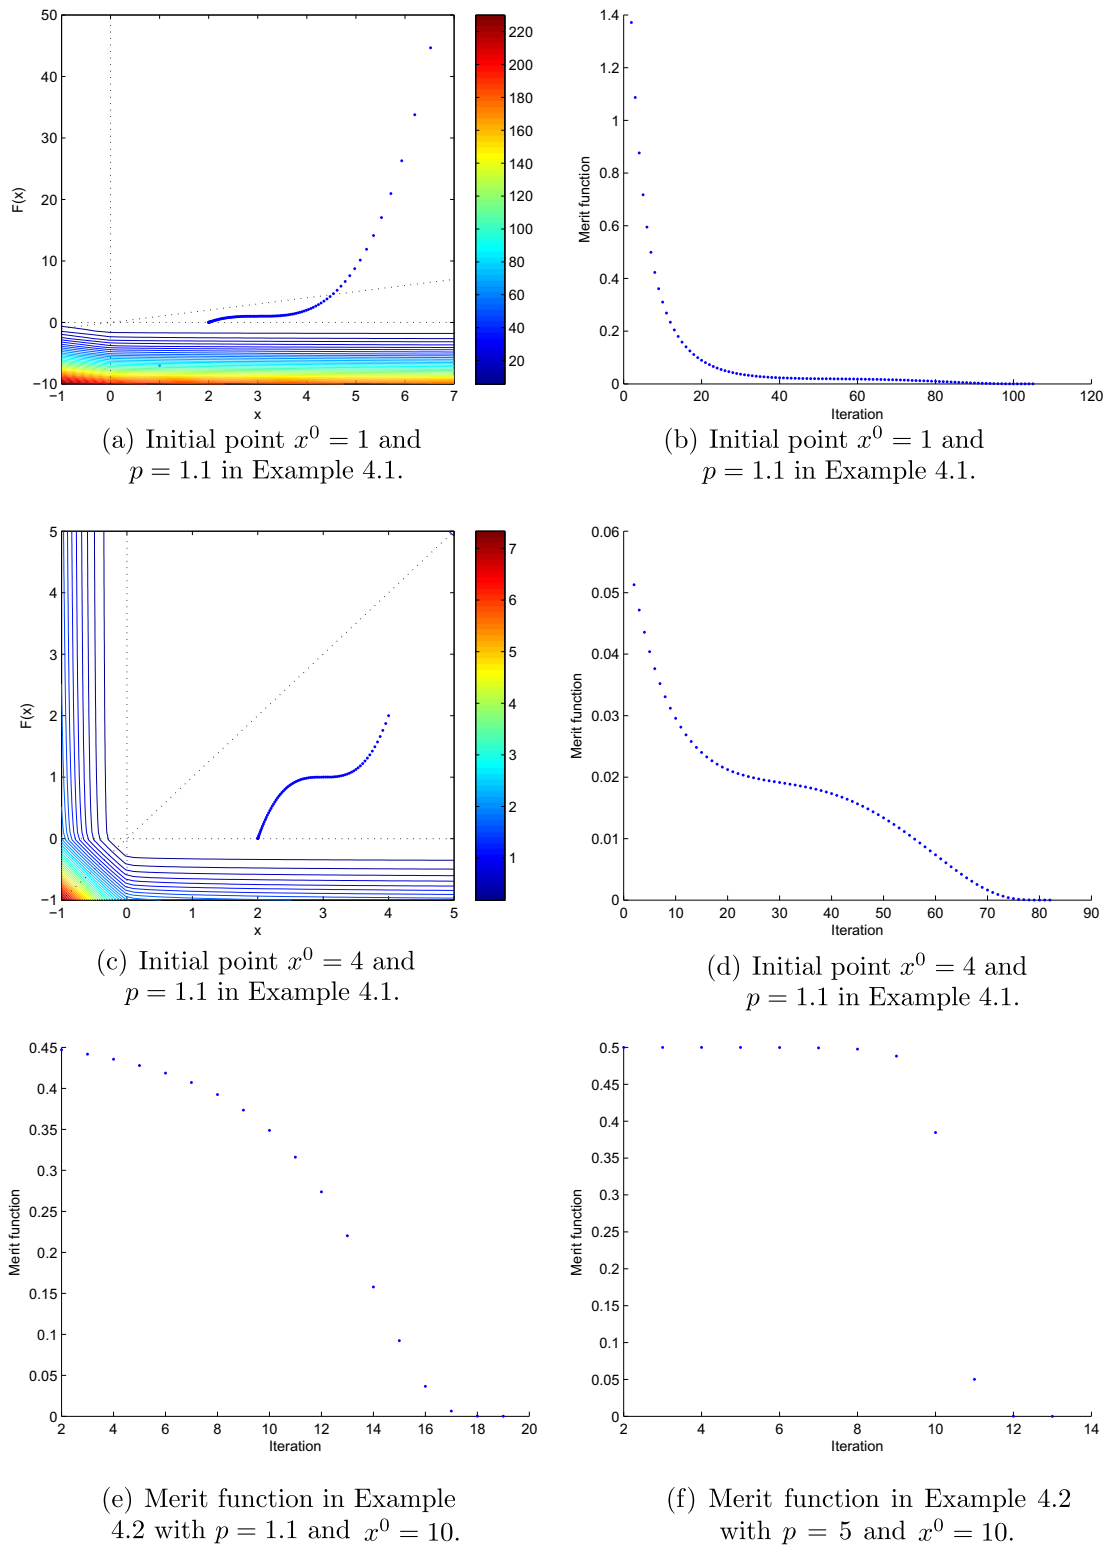 50
40
30
20
10
0
−10
F(x)
−1 0 1 2 3 4 5 6 7
x
220
200
180
160
140
120
100
80
60
40
20
1.4
1.2
1
0.8
0.6
0.4
0.2
0
Merit function
0 20 40 60 80 100 120
Iteration
(a) Initial point x⁰ = 1 and
p = 1.1 in Example 4.1.
(b) Initial point x⁰ = 1 and
p = 1.1 in Example 4.1.
5
4
3
2
1
0
−1
F(x)
−1 0 1 2 3 4 5
x
7
6
5
4
3
2
1
0.06
0.05
0.04
0.03
0.02
0.01
0
Merit function
0 10 20 30 40 50 60 70 80 90
Iteration
(c) Initial point x⁰ = 4 and
p = 1.1 in Example 4.1.
(d) Initial point x⁰ = 4 and
p = 1.1 in Example 4.1.
0.45
0.4
0.35
0.3
0.25
0.2
0.15
0.1
0.05
0
Merit function
2 4 6 8 10 12 14 16 18 20
Iteration
0.5
0.45
0.4
0.35
0.3
0.25
0.2
0.15
0.1
0.05
0
Merit function
2 4 6 8 10 12 14
Iteration
(e) Merit function in Example
4.2 with p = 1.1 and x⁰ = 10.
(f) Merit function in Example 4.2
with p = 5 and x⁰ = 10.